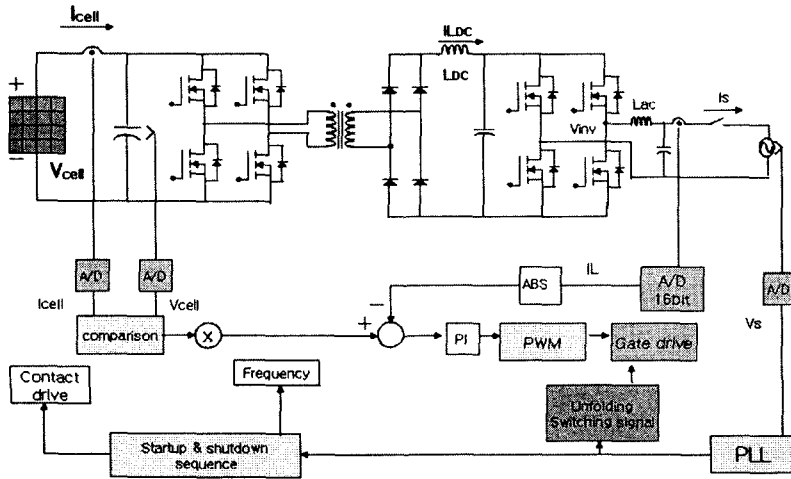 Icell
ILDC
LDC
Lac
Is
Vinv
+
−
Vcell
A/D
A/D
ABS
IL
A/D
16bit
A/D
Icell
Vcell
−
Vs
comparison
X
+
PI
PWM
Gate drive
Contact
drive
Frequency
Unfolding
Switching signal
Startup & shutdown
sequence
PLL